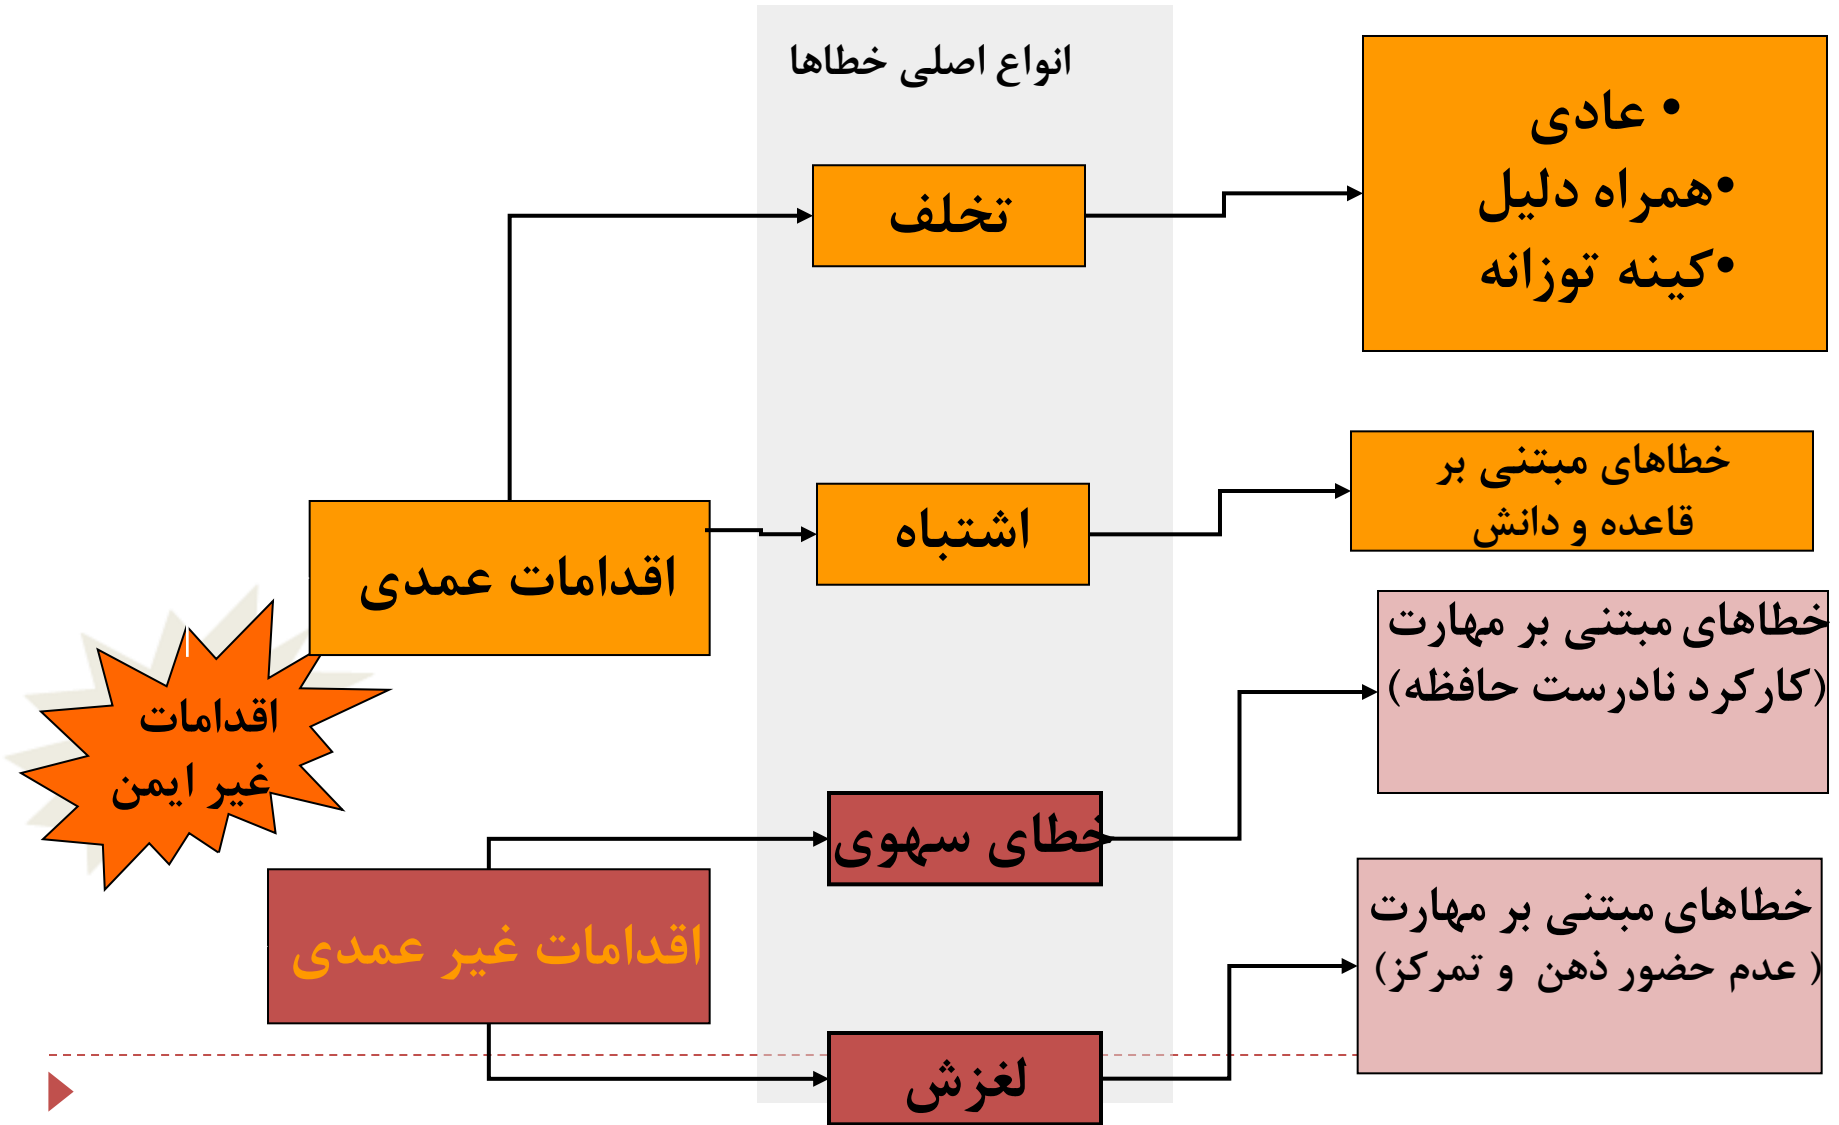 انواع اصلی خطاها
• عادی
•همراه دلیل
•کینه توزانه
تخلف
خطاهای مبتنی بر
قاعده و دانش
اشتباه
اقدامات عمدی
خطاهای مبتنی بر مهارت
(کارکرد نادرست حافظه)
اقدامات
غیر ایمن
خطای سهوی
خطاهای مبتنی بر مهارت
( عدم حضور ذهن و تمرکز)
اقدامات غیر عمدی
لغزش